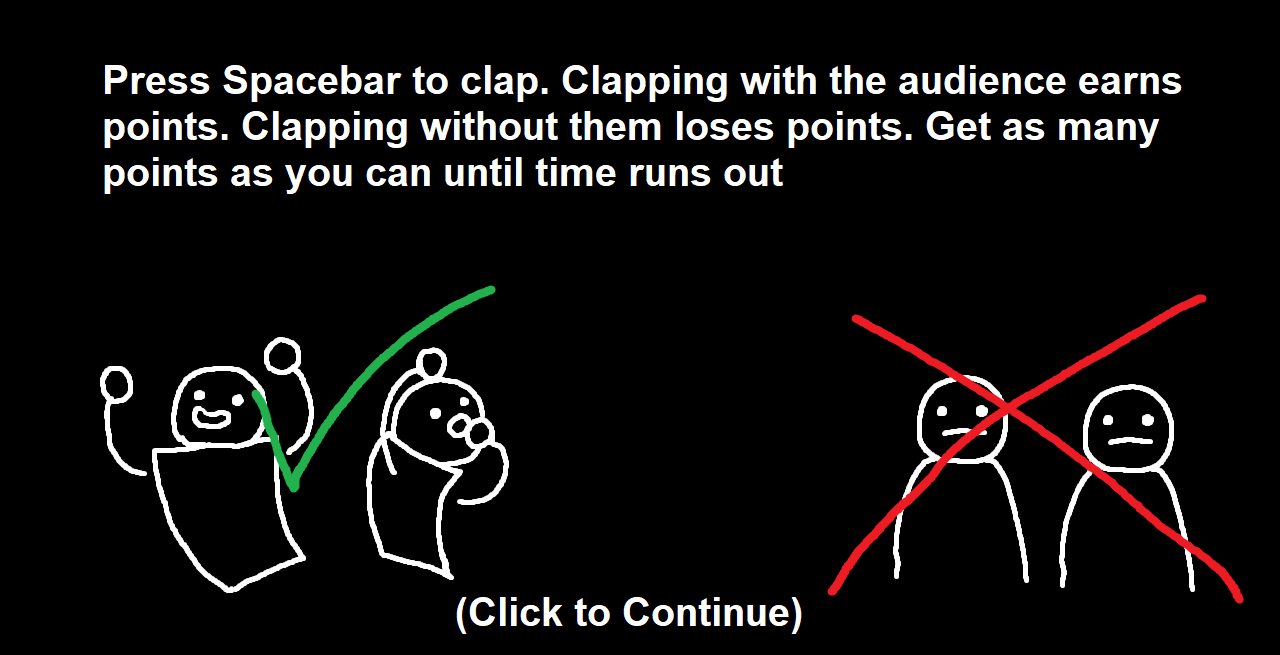 Press Spacebar to clap. Clapping with the audience earns
points. Clapping without them loses points. Get as many
points as you can until time runs out
(Click to Continue)